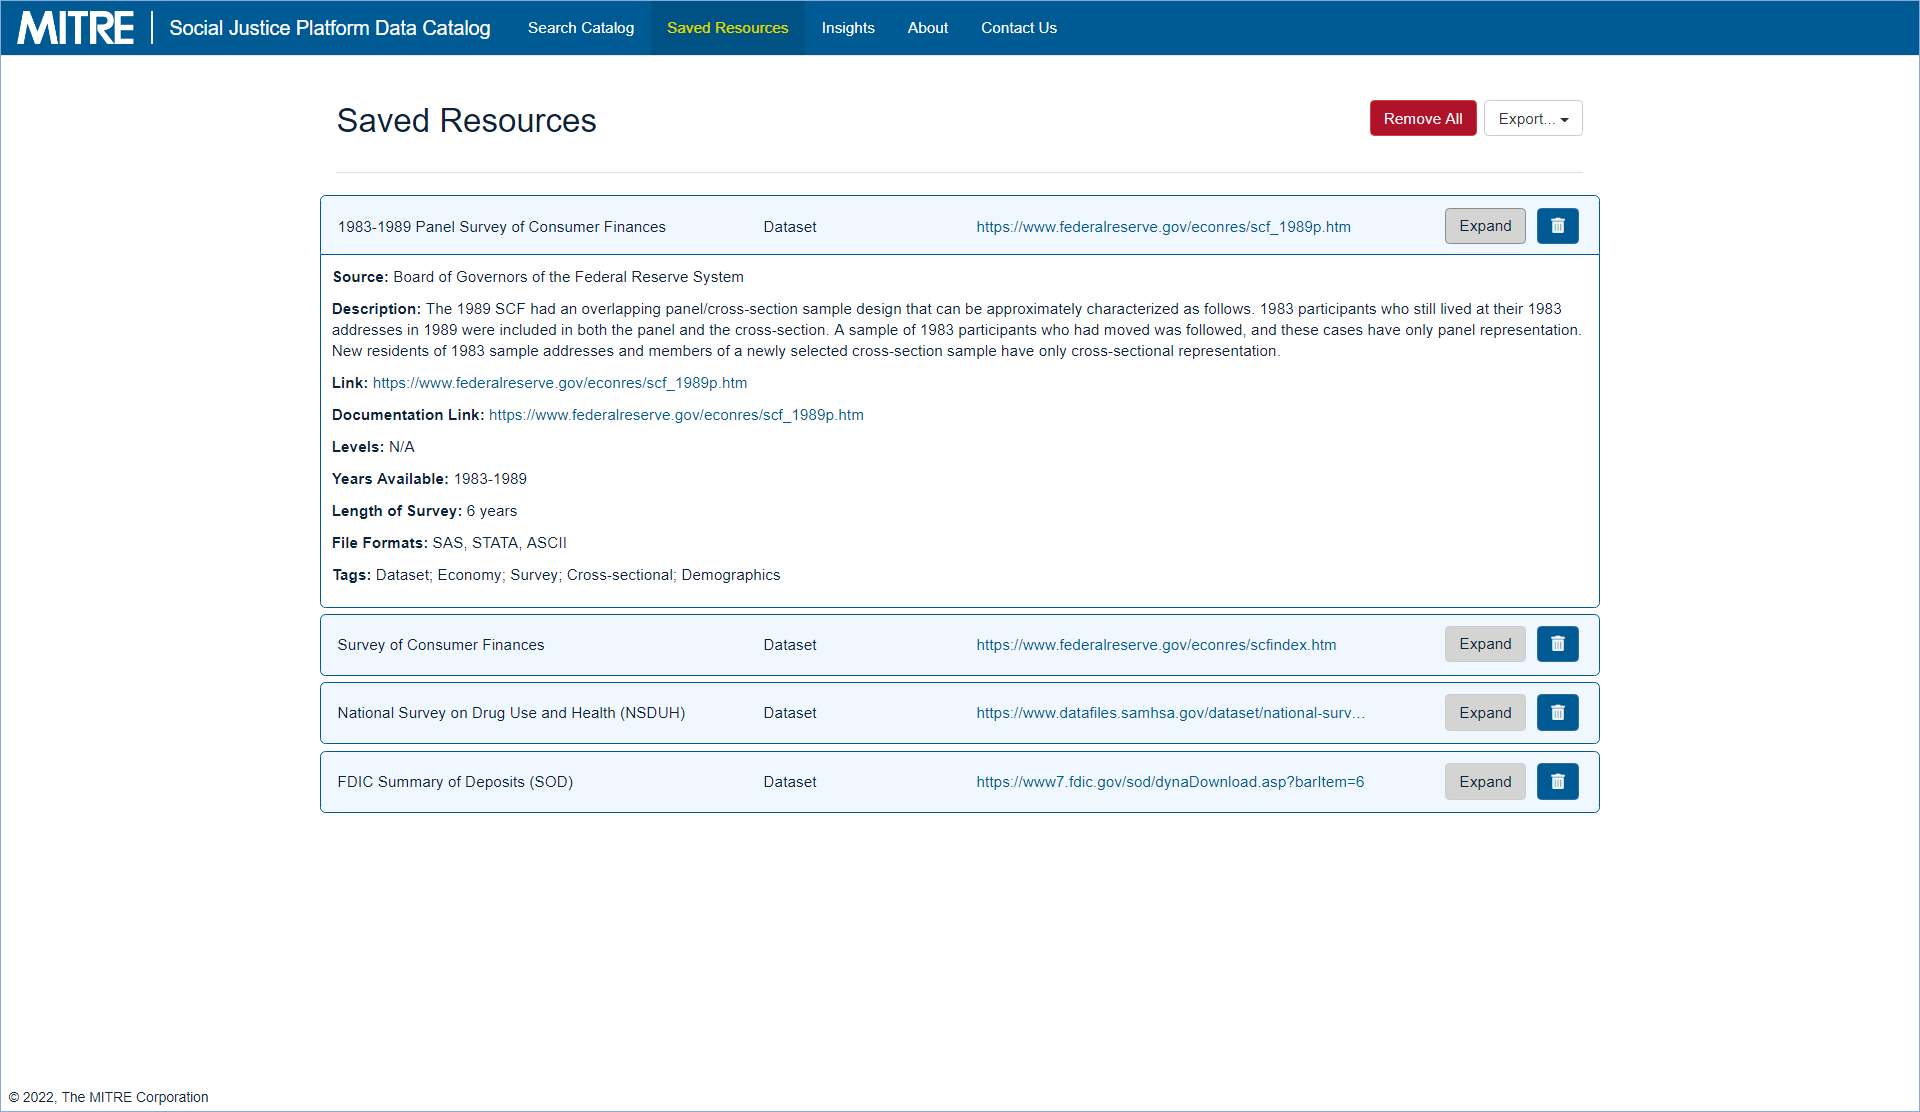 MITRE | Social Justice Platform Data Catalog Search Catalog Saved Resources Insights About Contact Us
Saved Resources Remove All Export...
1983-1989 Panel Survey of Consumer Finances Dataset https://www.federalreserve.gov/econres/scf_1989p.htm Expand
Source: Board of Governors of the Federal Reserve System
Description: The 1989 SCF had an overlapping panel/cross-section sample design that can be approximately characterized as follows. 1983 participants who still lived at their 1983
addresses in 1989 were included in both the panel and the cross-section. A sample of 1983 participants who had moved was followed, and these cases have only panel representation.
New residents of 1983 sample addresses and members of a newly selected cross-section sample have only cross-sectional representation.
Link: https://www.federalreserve.gov/econres/scf_1989p.htm
Documentation Link: https://www.federalreserve.gov/econres/scf_1989p.htm
Levels: N/A
Years Available: 1983-1989
Length of Survey: 6 years
File Formats: SAS, STATA, ASCII
Tags: Dataset; Economy; Survey; Cross-sectional; Demographics
Survey of Consumer Finances Dataset https://www.federalreserve.gov/econres/scfindex.htm Expand
National Survey on Drug Use and Health (NSDUH) Dataset https://www.datafiles.samhsa.gov/dataset/national-surv... Expand
FDIC Summary of Deposits (SOD) Dataset https://www7.fdic.gov/sod/dynaDownload.asp?barItem=6 Expand
© 2022, The MITRE Corporation